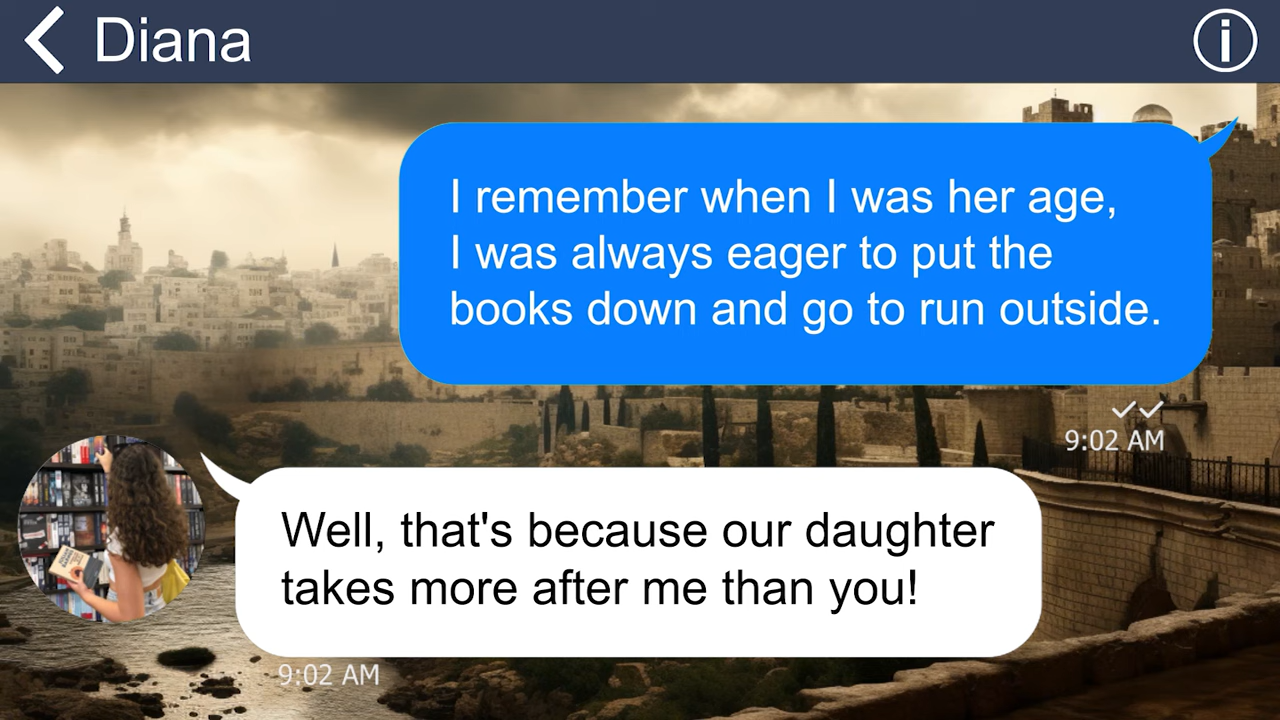 Diana
I remember when I was her age,
I was always eager to put the
books down and go to run outside.
9:02 AM
Well, that's because our daughter
takes more after me than you!
9:02 AM